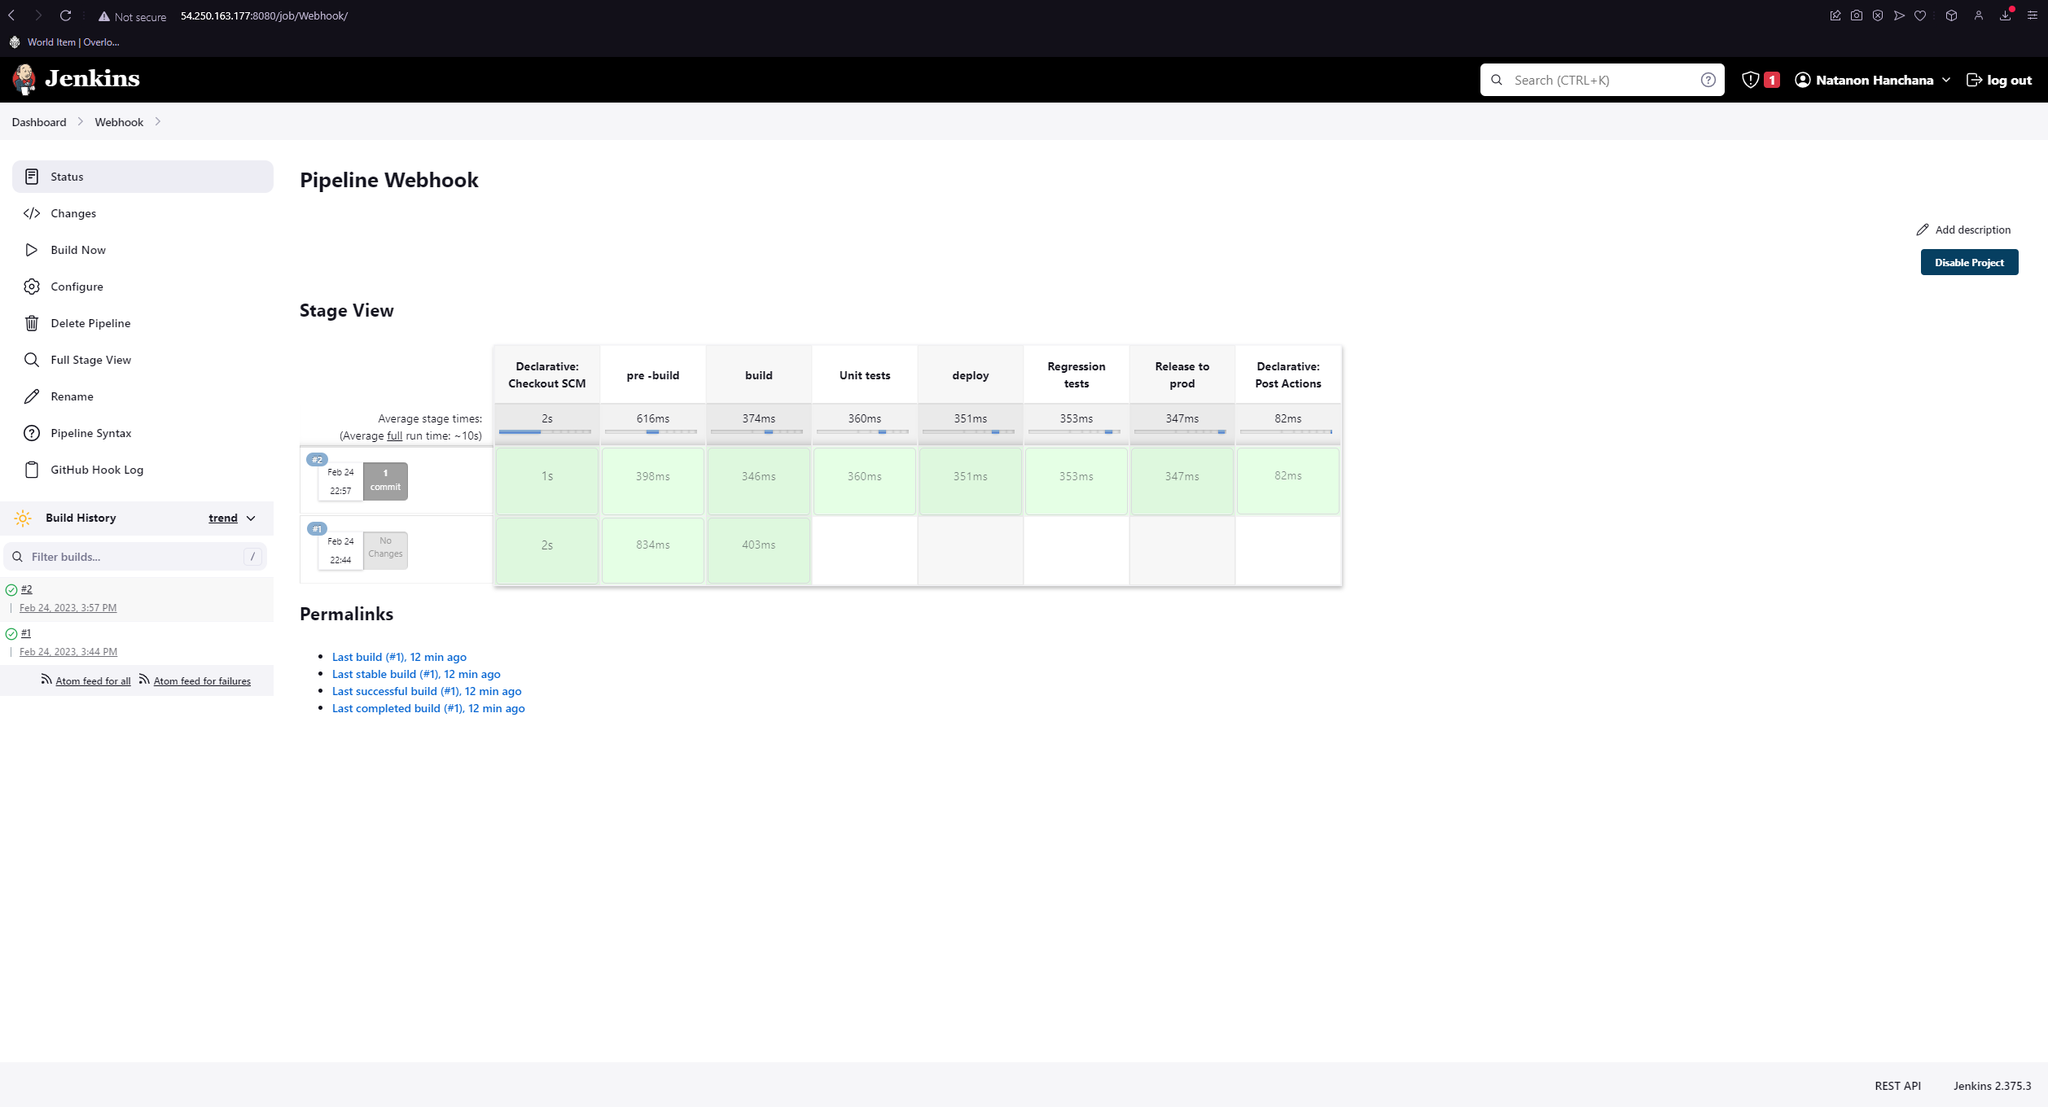 Not secure 54.250.163.177:8080/job/Webhook/
World Item | Overlo...
Jenkins
Search (CTRL+K)
1
Natanon Hanchana
log out
Dashboard
Webhook
Status
Changes
Build Now
Configure
Delete Pipeline
Full Stage View
Rename
Pipeline Syntax
GitHub Hook Log
Build History
trend
Filter builds...
/
#2
Feb 24, 2023, 3:57 PM
#1
Feb 24, 2023, 3:44 PM
Atom feed for all
Atom feed for failures
Pipeline Webhook
Add description
Disable Project
Stage View
Declarative:
Checkout SCM
pre -build
build
Unit tests
deploy
Regression
tests
Release to
prod
Declarative:
Post Actions
Average stage times:
(Average full run time: ~10s)
2s
616ms
374ms
360ms
351ms
353ms
347ms
82ms
#2
Feb 24
22:57
1
commit
1s
398ms
346ms
360ms
351ms
353ms
347ms
82ms
#1
Feb 24
22:44
No
Changes
2s
834ms
403ms
Permalinks
Last build (#1), 12 min ago
Last stable build (#1), 12 min ago
Last successful build (#1), 12 min ago
Last completed build (#1), 12 min ago
REST API
Jenkins 2.375.3